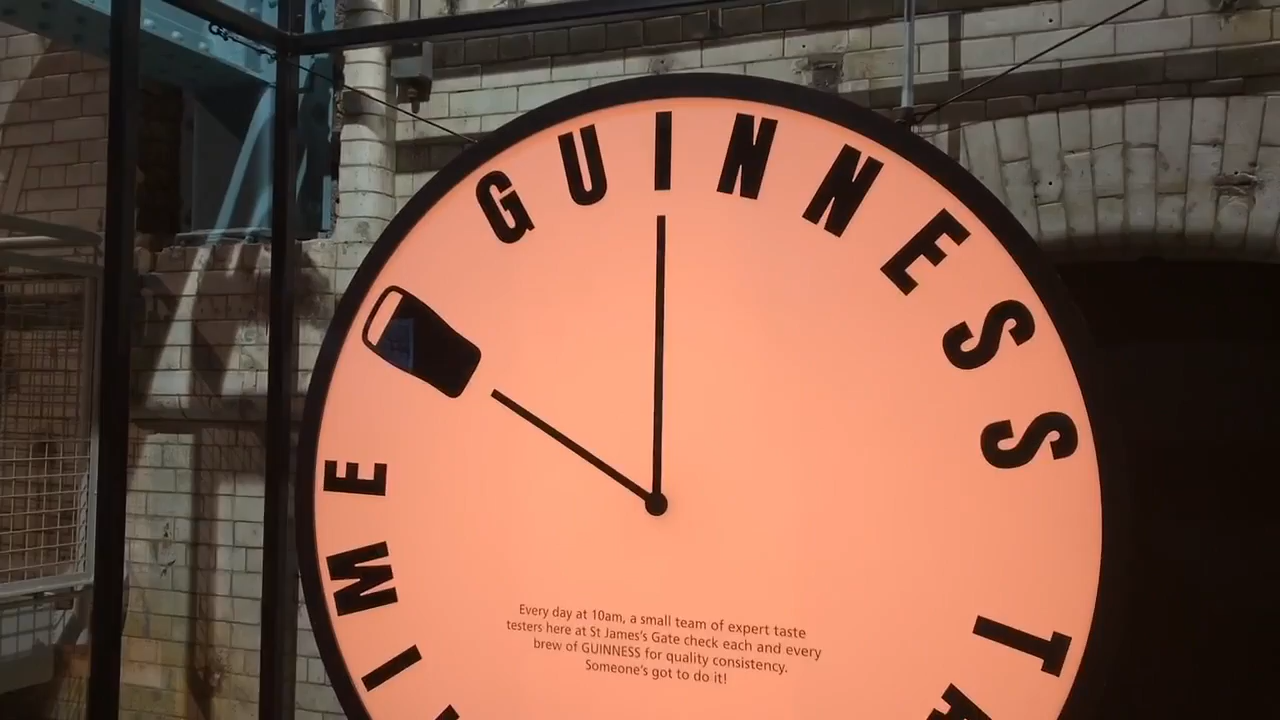 GUINNESS
IME
Every day at 10am, a small team of expert taste
testers here at St James's Gate check each and every
brew of GUINNESS for quality consistency.
Someone's got to do it!